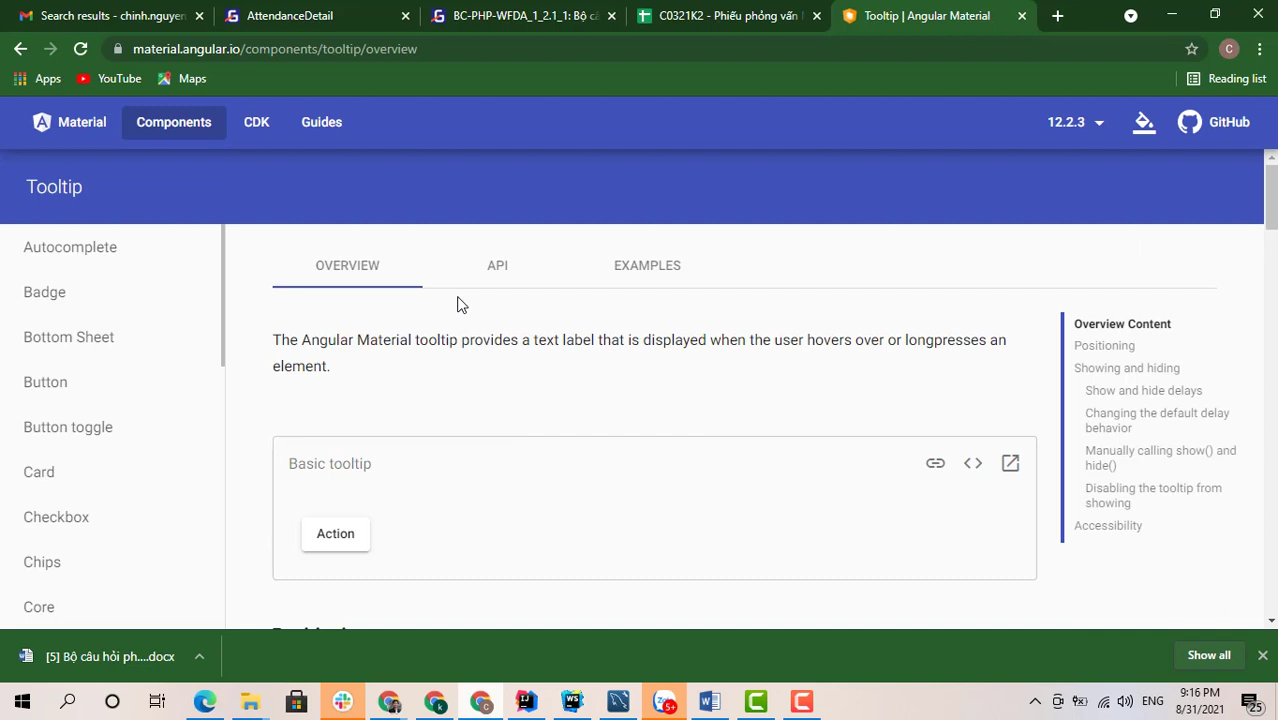 Search results - chinh.nguyen
AttendanceDetail
BC-PHP-WFDA_1_2.1_1: Bộ câ
C0321K2 - Phiếu phỏng vấn
Tooltip | Angular Material
material.angular.io/components/tooltip/overview
C
Apps
YouTube
Maps
Reading list
Material
Components
CDK
Guides
12.2.3
GitHub
Tooltip
Autocomplete
Badge
Bottom Sheet
Button
Button toggle
Card
Checkbox
Chips
Core
OVERVIEW
API
EXAMPLES
The Angular Material tooltip provides a text label that is displayed when the user hovers over or longpresses an
element.
Basic tooltip
Action
Overview Content
Positioning
Showing and hiding
Show and hide delays
Changing the default delay
behavior
Manually calling show() and
hide()
Disabling the tooltip from
showing
Accessibility
[5] Bộ câu hỏi ph....docx
Show all
ENG
9:16 PM
8/31/2021
25